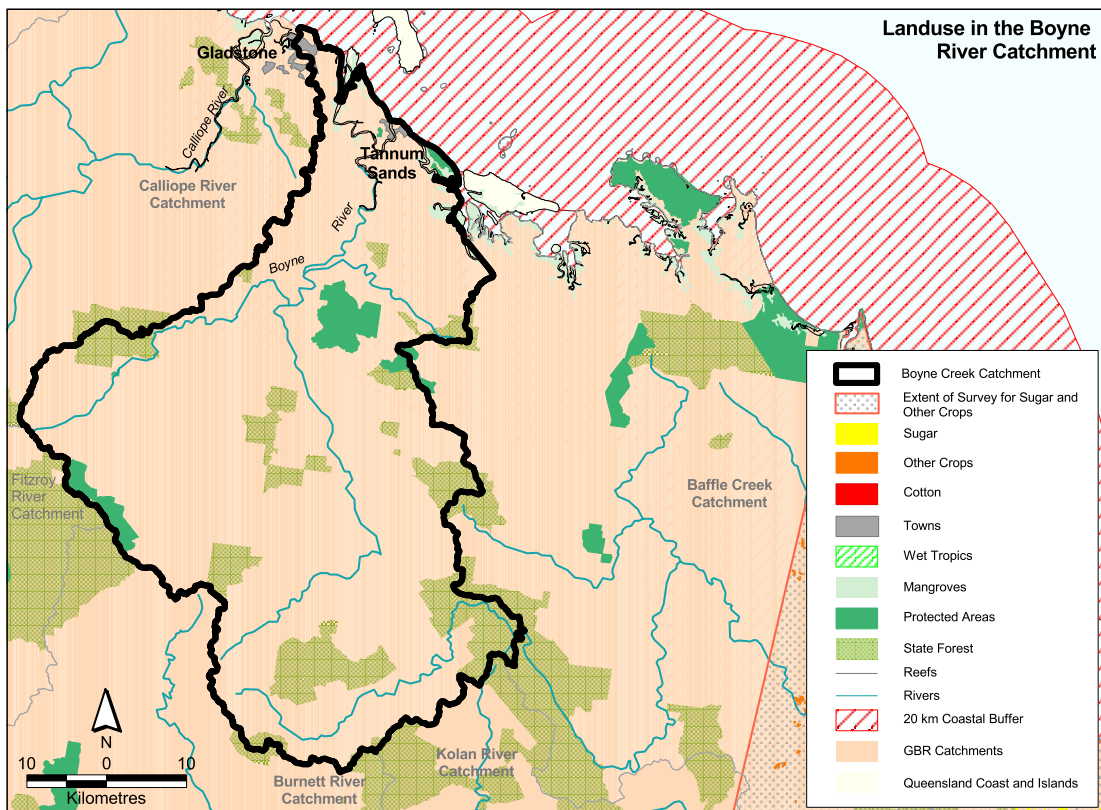 Landuse in the Boyne
River Catchment
Gladstone
Calliope River
Tannum
Sands
Calliope River
Catchment
River
Boyne
Fitzroy
River
Catchment
Baffle Creek
Catchment
Kolan River
Catchment
Burnett River
Catchment
N
10 0 10
Kilometres
Boyne Creek Catchment
Extent of Survey for Sugar and
Other Crops
Sugar
Other Crops
Cotton
Towns
Wet Tropics
Mangroves
Protected Areas
State Forest
Reefs
Rivers
20 km Coastal Buffer
GBR Catchments
Queensland Coast and Islands